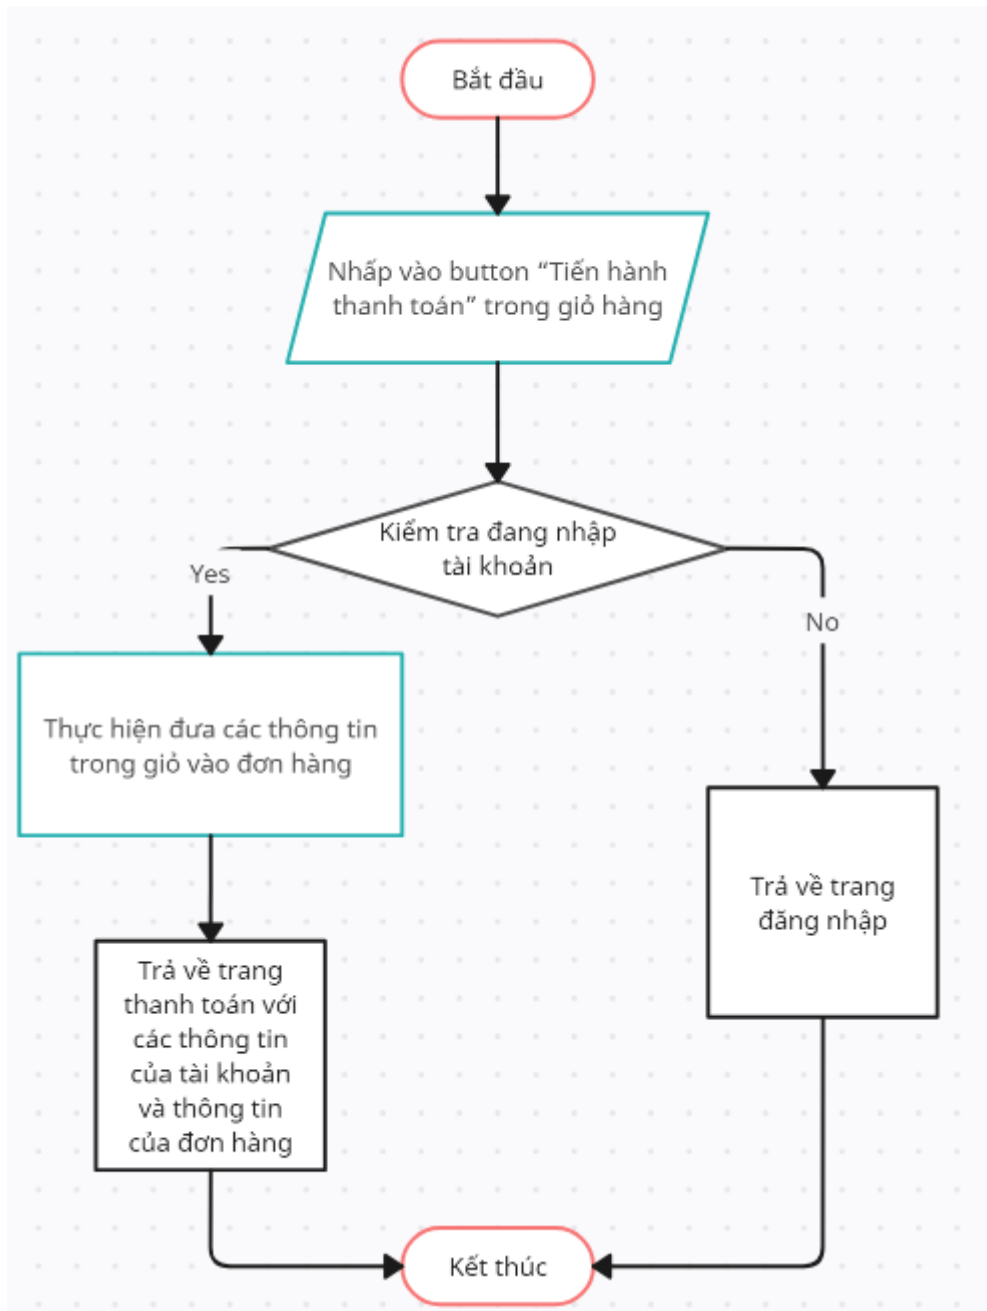 Bắt đầu
Nhấp vào button “Tiến hành
thanh toán” trong giỏ hàng
Kiểm tra đang nhập
tài khoản
Yes
No
Thực hiện đưa các thông tin
trong giỏ vào đơn hàng
Trả về trang
đăng nhập
Trả về trang
thanh toán với
các thông tin
của tài khoản
và thông tin
của đơn hàng
Kết thúc